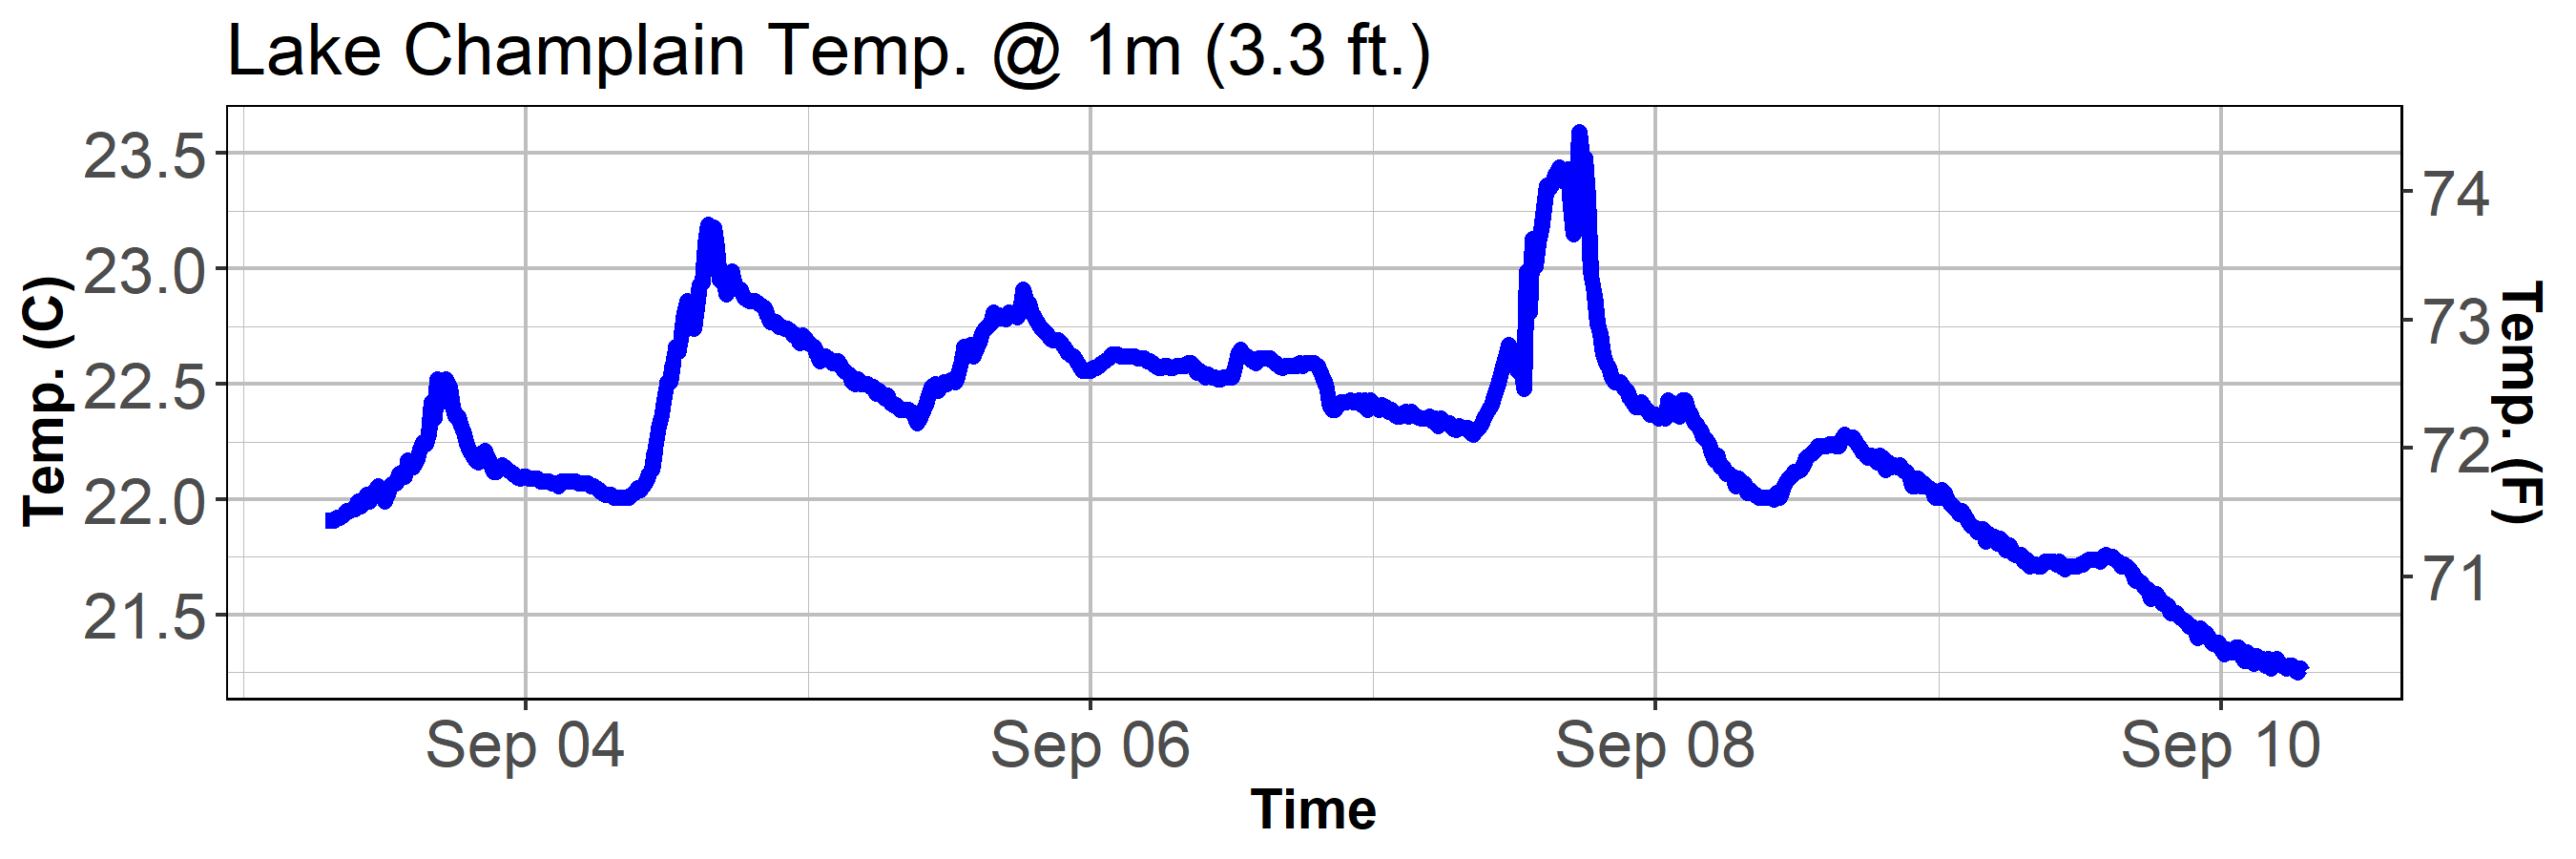 Lake Champlain Temp. @ 1m (3.3 ft.)
Temp. (C)
23.5
23.0
22.5
22.0
21.5
74
73
72
71
Temp. (F)
Sep 04 Sep 06 Sep 08 Sep 10
Time